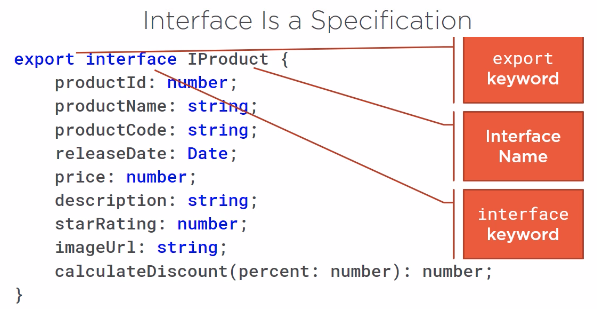 Interface Is a Specification
export interface IProduct {
productId: number;
productName: string;
productCode: string;
releaseDate: Date;
price: number;
description: string;
starRating: number;
imageUrl: string;
calculateDiscount(percent: number): number;
}
export
keyword
Interface
Name
interface
keyword